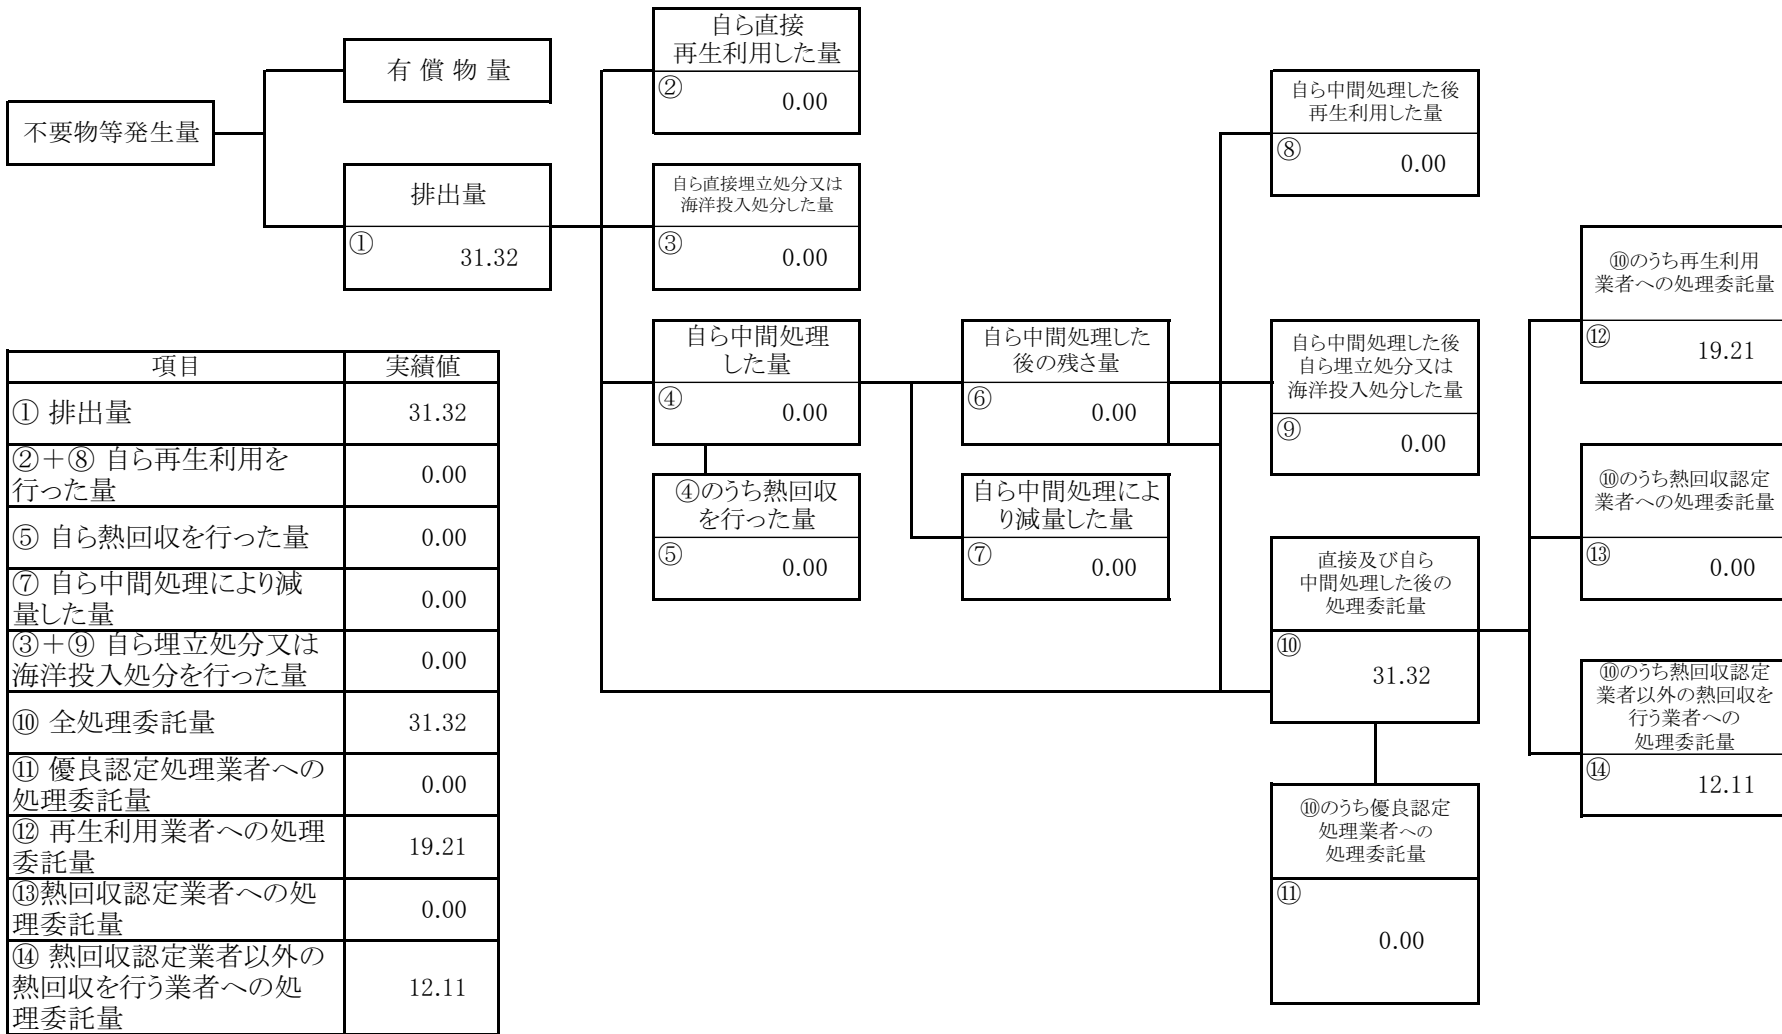 不要物等発生量
有 償 物 量
排出量
①
31.32
自ら直接
再生利用した量
②
0.00
自ら直接埋立処分又は
海洋投入処分した量
③
0.00
自ら中間処理
した量
④
0.00
④のうち熱回収
を行った量
⑤
0.00
自ら中間処理した
後の残さ量
⑥
0.00
自ら中間処理によ
り減量した量
⑦
0.00
自ら中間処理した後
再生利用した量
⑧
0.00
自ら中間処理した後
自ら埋立処分又は
海洋投入処分した量
⑨
0.00
直接及び自ら
中間処理した後の
処理委託量
⑩
31.32
⑩のうち優良認定
処理業者への
処理委託量
⑪
0.00
⑩のうち再生利用
業者への処理委託量
⑫
19.21
⑩のうち熱回収認定
業者への処理委託量
⑬
0.00
⑩のうち熱回収認定
業者以外の熱回収を
行う業者への
処理委託量
⑭
12.11
項目 実績値
① 排出量 31.32
②＋⑧ 自ら再生利用を
行った量 0.00
⑤ 自ら熱回収を行った量 0.00
⑦ 自ら中間処理により減
量した量 0.00
③＋⑨ 自ら埋立処分又は
海洋投入処分を行った量 0.00
⑩ 全処理委託量 31.32
⑪ 優良認定処理業者への
処理委託量 0.00
⑫ 再生利用業者への処理
委託量 19.21
⑬熱回収認定業者への処
理委託量 0.00
⑭ 熱回収認定業者以外の
熱回収を行う業者への処
理委託量 12.11